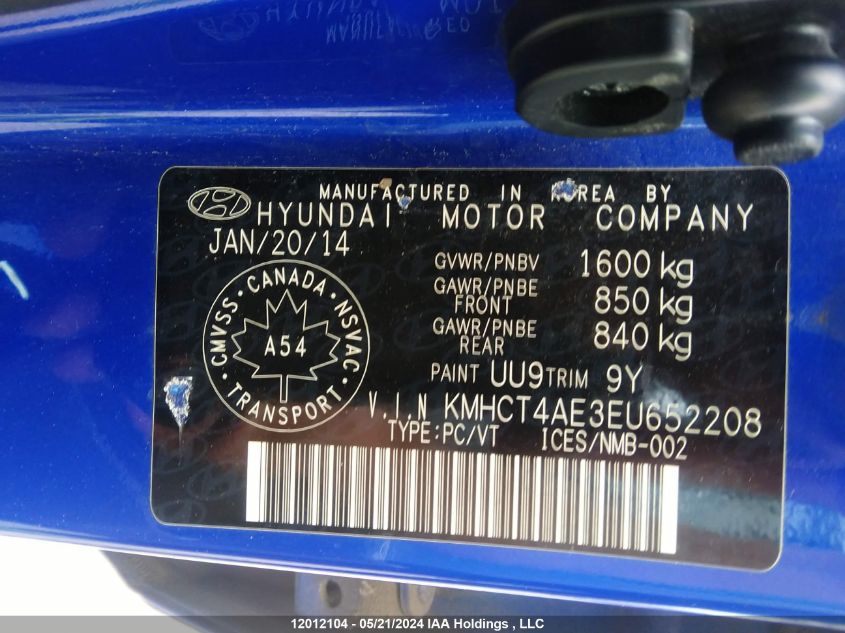 MANUFACTURED IN KOREA BY
HYUNDAI MOTOR COMPANY
JAN/20/14
GVWR/PNBV 1600 kg
GAWR/PNBE FRONT 850 kg
GAWR/PNBE REAR 840 kg
CMVSS • CANADA • NSVAC
A54
TRANSPORT
PAINT UU9 TRIM 9Y
V.I.N KMHCT4AE3EU652208
TYPE:PC/VT ICES/NMB-002
12012104 - 05/21/2024 IAA Holdings , LLC